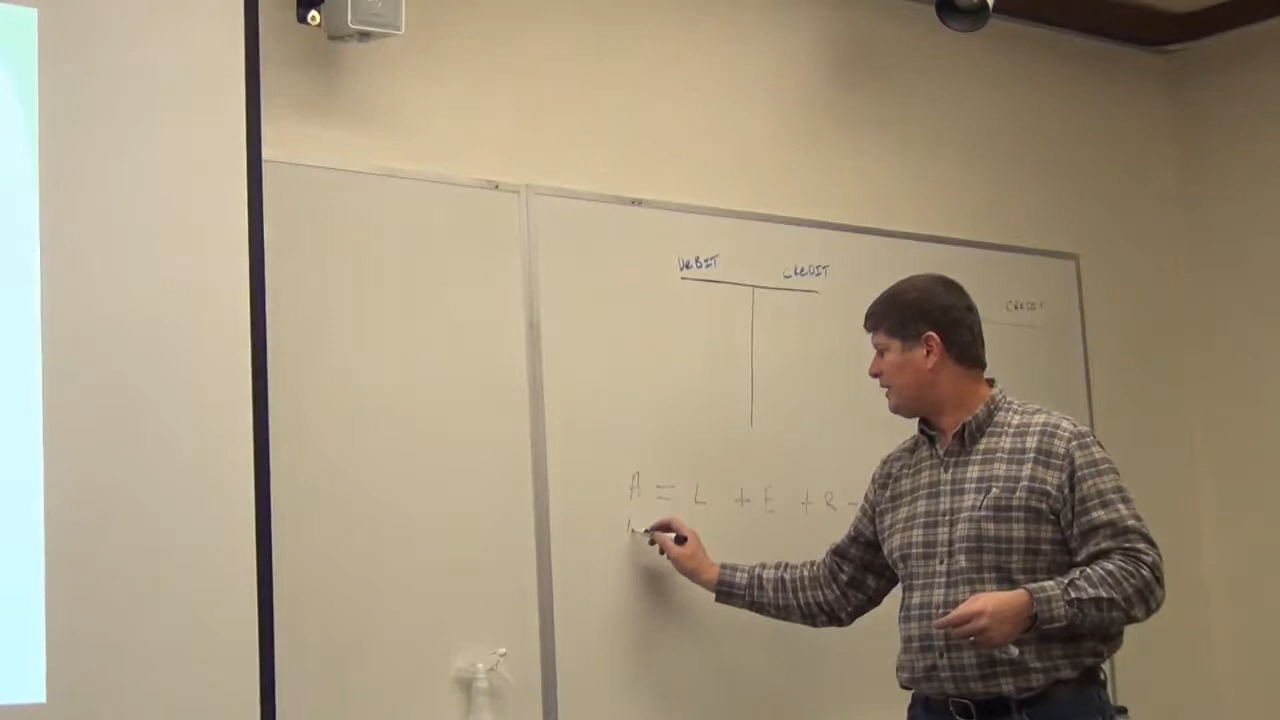 DeBIT CReDIT CReDIT
A = L + E + R -